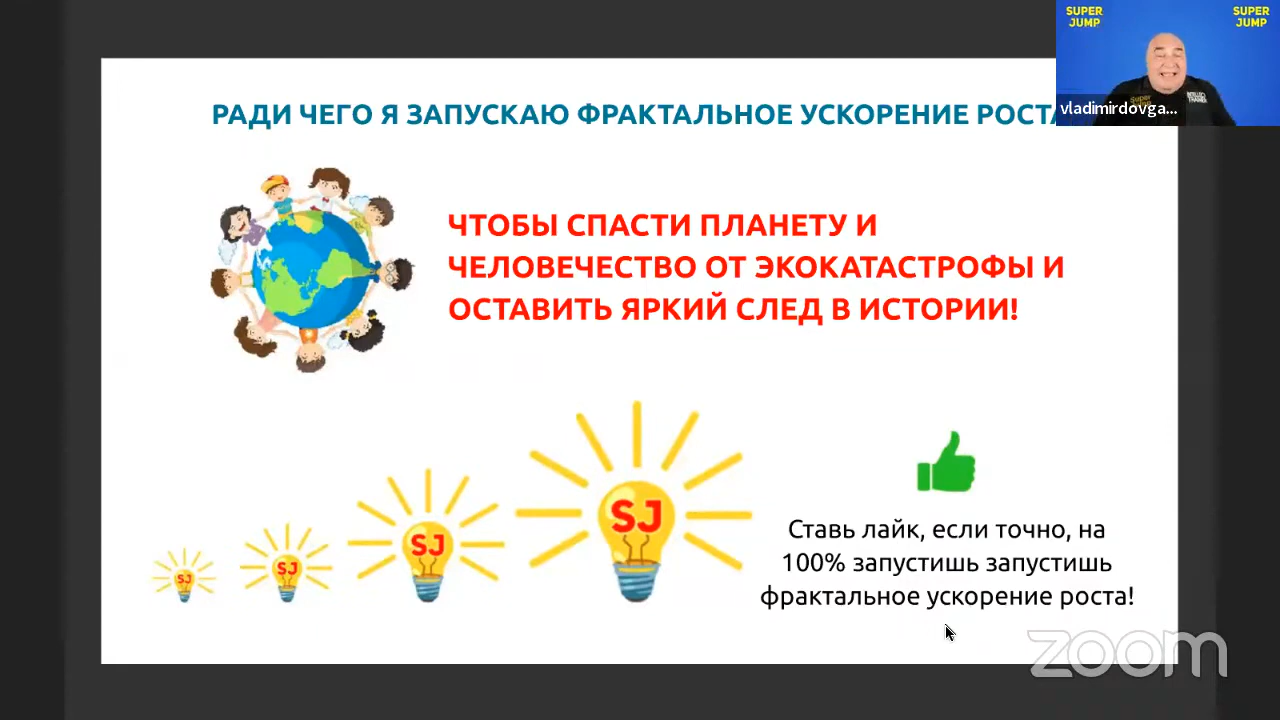 SUPER
JUMP
SUPER
JUMP
vladimirdovga...
РАДИ ЧЕГО Я ЗАПУСКАЮ ФРАКТАЛЬНОЕ УСКОРЕНИЕ РОСТА
ЧТОБЫ СПАСТИ ПЛАНЕТУ И
ЧЕЛОВЕЧЕСТВО ОТ ЭКОКАТАСТРОФЫ И
ОСТАВИТЬ ЯРКИЙ СЛЕД В ИСТОРИИ!
SJ
SJ
SJ
SJ
Ставь лайк, если точно, на
100% запустишь запустишь
фрактальное ускорение роста!
zoom